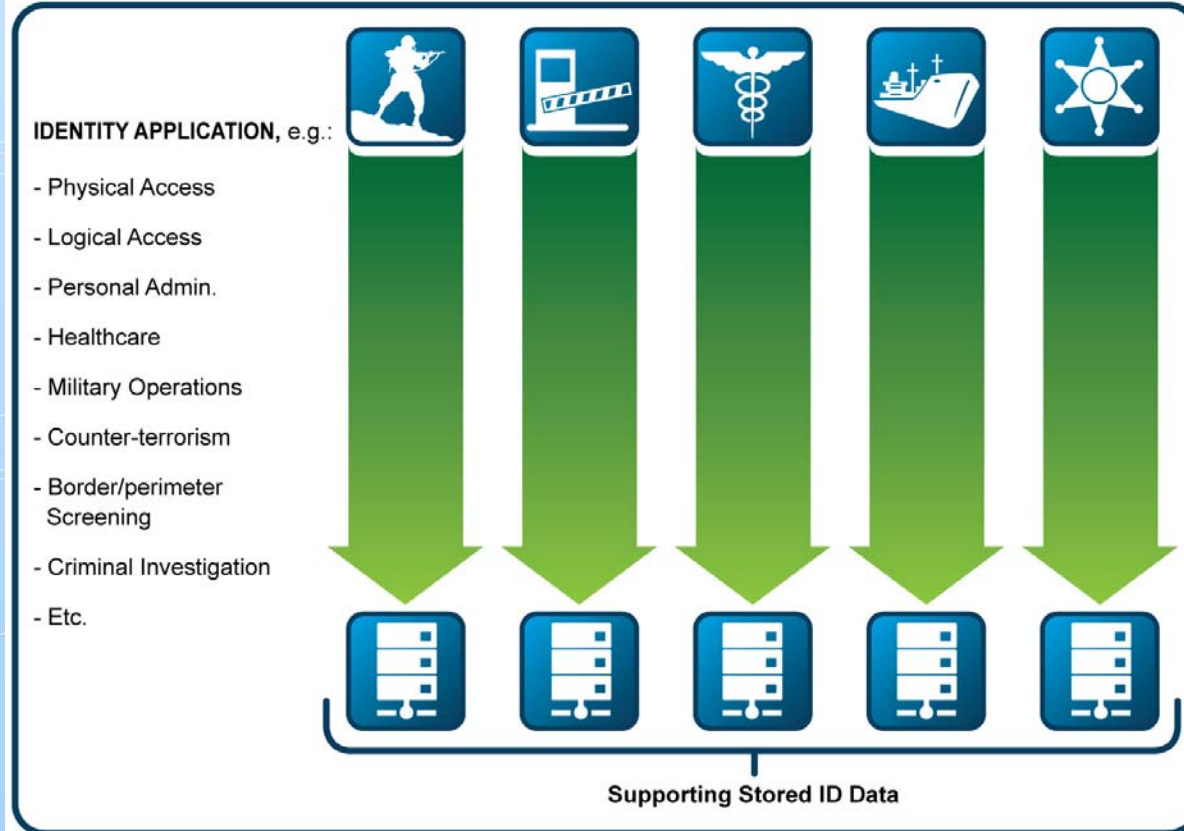 IDENTITY APPLICATION, e.g.:
- Physical Access
- Logical Access
- Personal Admin.
- Healthcare
- Military Operations
- Counter-terrorism
- Border/perimeter
Screening
- Criminal Investigation
- Etc.
Supporting Stored ID Data